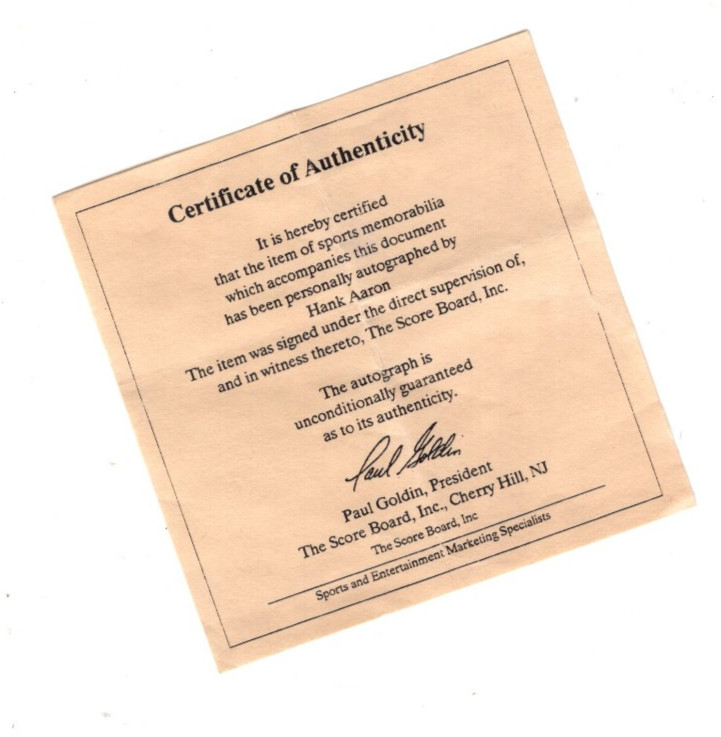 Certificate of Authenticity
It is hereby certified
that the item of sports memorabilia
which accompanies this document
has been personally autographed by
Hank Aaron
The item was signed under the direct supervision of,
and in witness thereto, The Score Board, Inc.
The autograph is
unconditionally guaranteed
as to its authenticity.
Paul Goldin
Paul Goldin, President
The Score Board, Inc., Cherry Hill, NJ
The Score Board, Inc
Sports and Entertainment Marketing Specialists